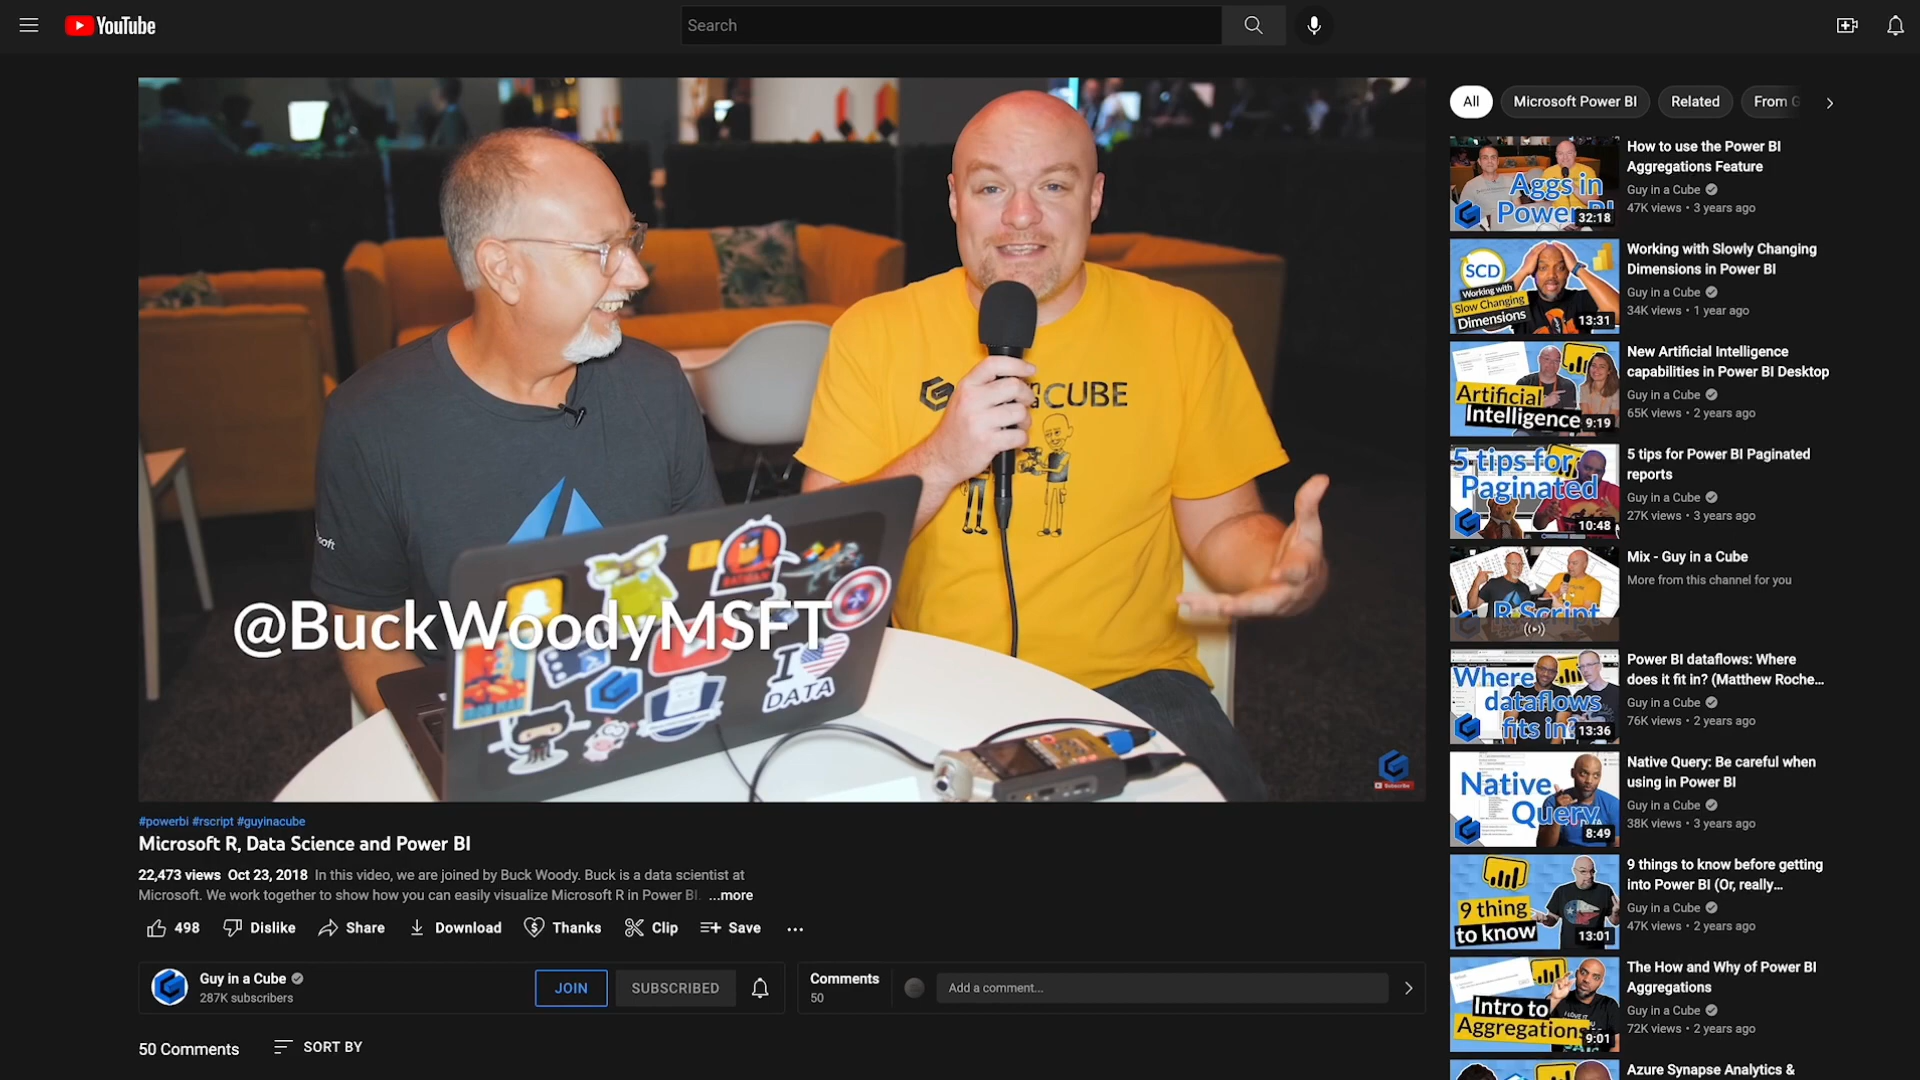 YouTube
Search
@BuckWoodyMSFT
CUBE
soft
BATMAN
IRON MAN
I
DATA
Subscribe
#powerbi #rscript #guyinacube
Microsoft R, Data Science and Power BI
22,473 views Oct 23, 2018 In this video, we are joined by Buck Woody. Buck is a data scientist at
Microsoft. We work together to show how you can easily visualize Microsoft R in Power BI. ...more
498 Dislike Share Download Thanks Clip Save
Guy in a Cube
287K subscribers
JOIN
SUBSCRIBED
Comments
50
Add a comment...
50 Comments
SORT BY
All
Microsoft Power BI
Related
From G
Aggs in
Power BI
32:18
How to use the Power BI
Aggregations Feature
Guy in a Cube
47K views • 3 years ago
SCD
Working with
Slow Changing
Dimensions
13:31
Working with Slowly Changing
Dimensions in Power BI
Guy in a Cube
34K views • 1 year ago
Artificial
Intelligence
9:19
New Artificial Intelligence
capabilities in Power BI Desktop
Guy in a Cube
65K views • 2 years ago
5 tips for
Paginated
10:48
5 tips for Power BI Paginated
reports
Guy in a Cube
27K views • 3 years ago
R Script
Mix - Guy in a Cube
More from this channel for you
Where
dataflows
fits in?
13:36
Power BI dataflows: Where
does it fit in? (Matthew Roche...
Guy in a Cube
76K views • 2 years ago
Native
Query
8:49
Native Query: Be careful when
using in Power BI
Guy in a Cube
38K views • 3 years ago
9 thing
to know
13:01
9 things to know before getting
into Power BI (Or, really...
Guy in a Cube
47K views • 2 years ago
Intro to
Aggregations
9:01
The How and Why of Power BI
Aggregations
Guy in a Cube
72K views • 2 years ago
Azure Synapse Analytics &